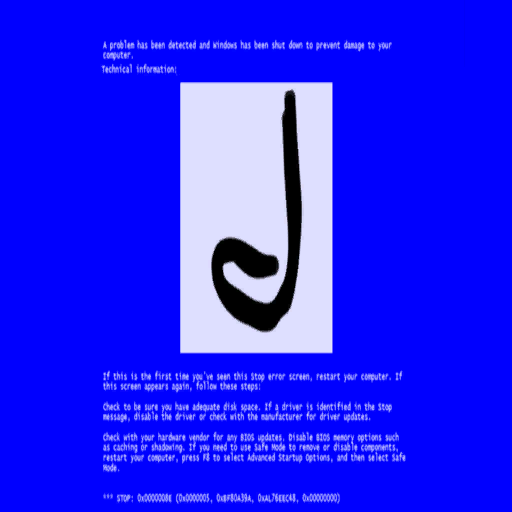 A problem has been detected and Windows has been shut down to prevent damage to your
computer.
Technical information:
If this is the first time you've seen this Stop error screen, restart your computer. If
this screen appears again, follow these steps:
Check to be sure you have adequate disk space. If a driver is identified in the Stop
message, disable the driver or check with the manufacturer for driver updates.
Check with your hardware vendor for any BIOS updates. Disable BIOS memory options such
as caching or shadowing. If you need to use Safe Mode to remove or disable components,
restart your computer, press F8 to select Advanced Startup Options, and then select Safe
Mode.
*** STOP: 0x0000008E (0x0000005, 0xBF80A39A, 0xAL76EEC48, 0x00000000)